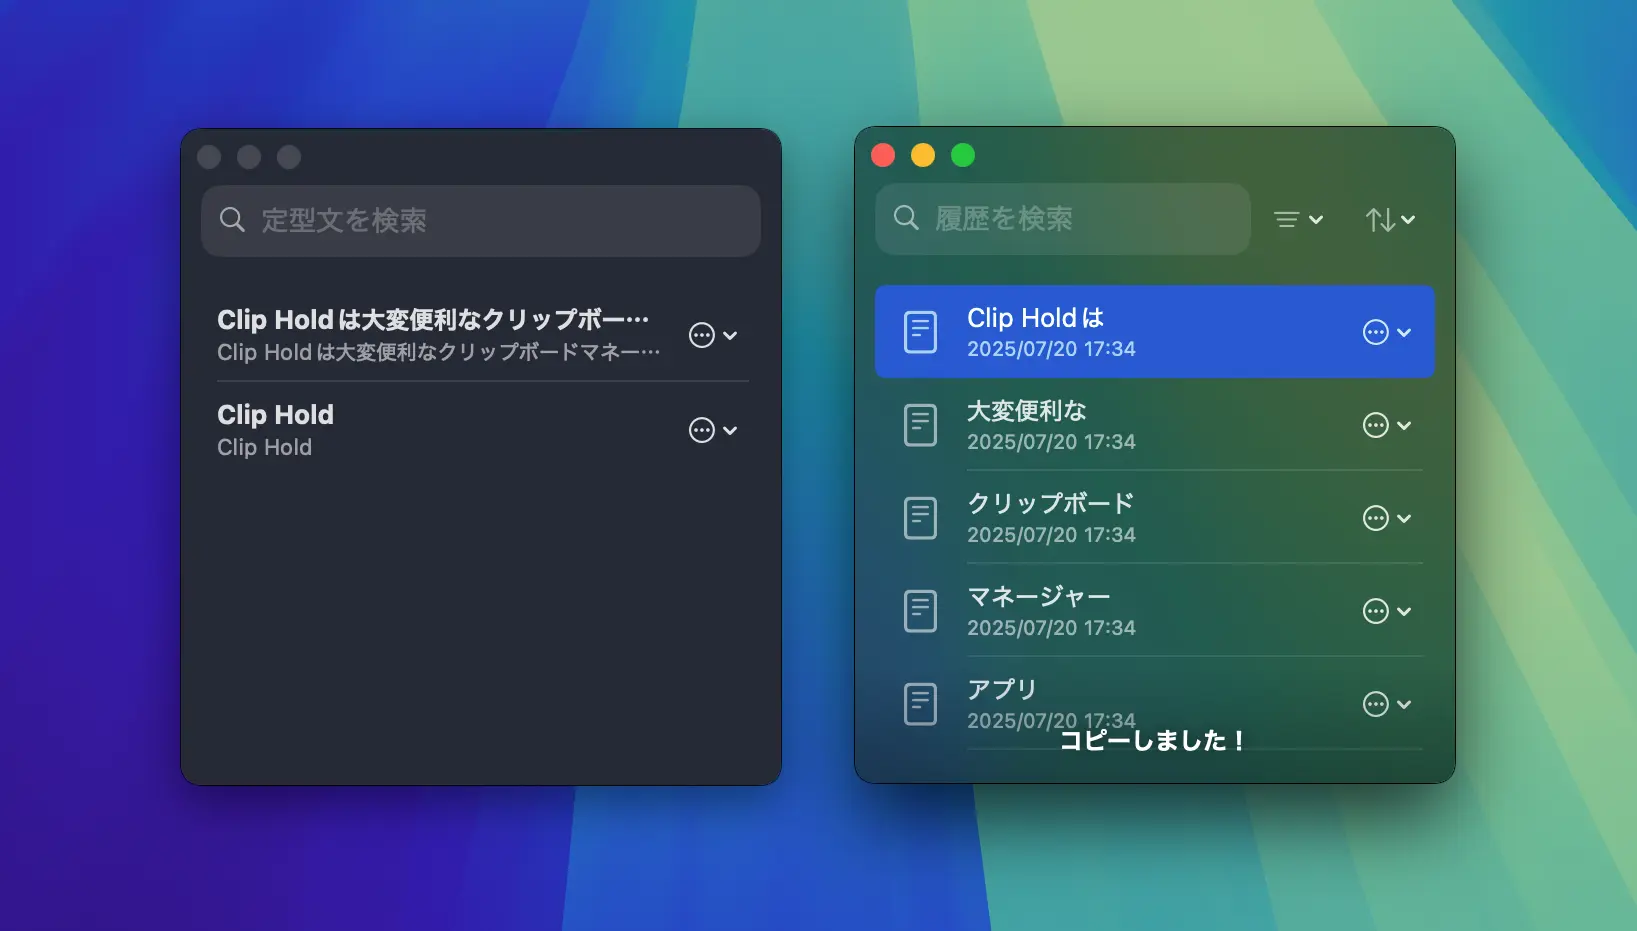 定型文を検索
Clip Holdは大変便利なクリップボー…
Clip Holdは大変便利なクリップボードマネー…
Clip Hold
Clip Hold
履歴を検索
Clip Holdは
2025/07/20 17:34
大変便利な
2025/07/20 17:34
クリップボード
2025/07/20 17:34
マネージャー
2025/07/20 17:34
アプリ
2025/07/20 17:34
コピーしました！